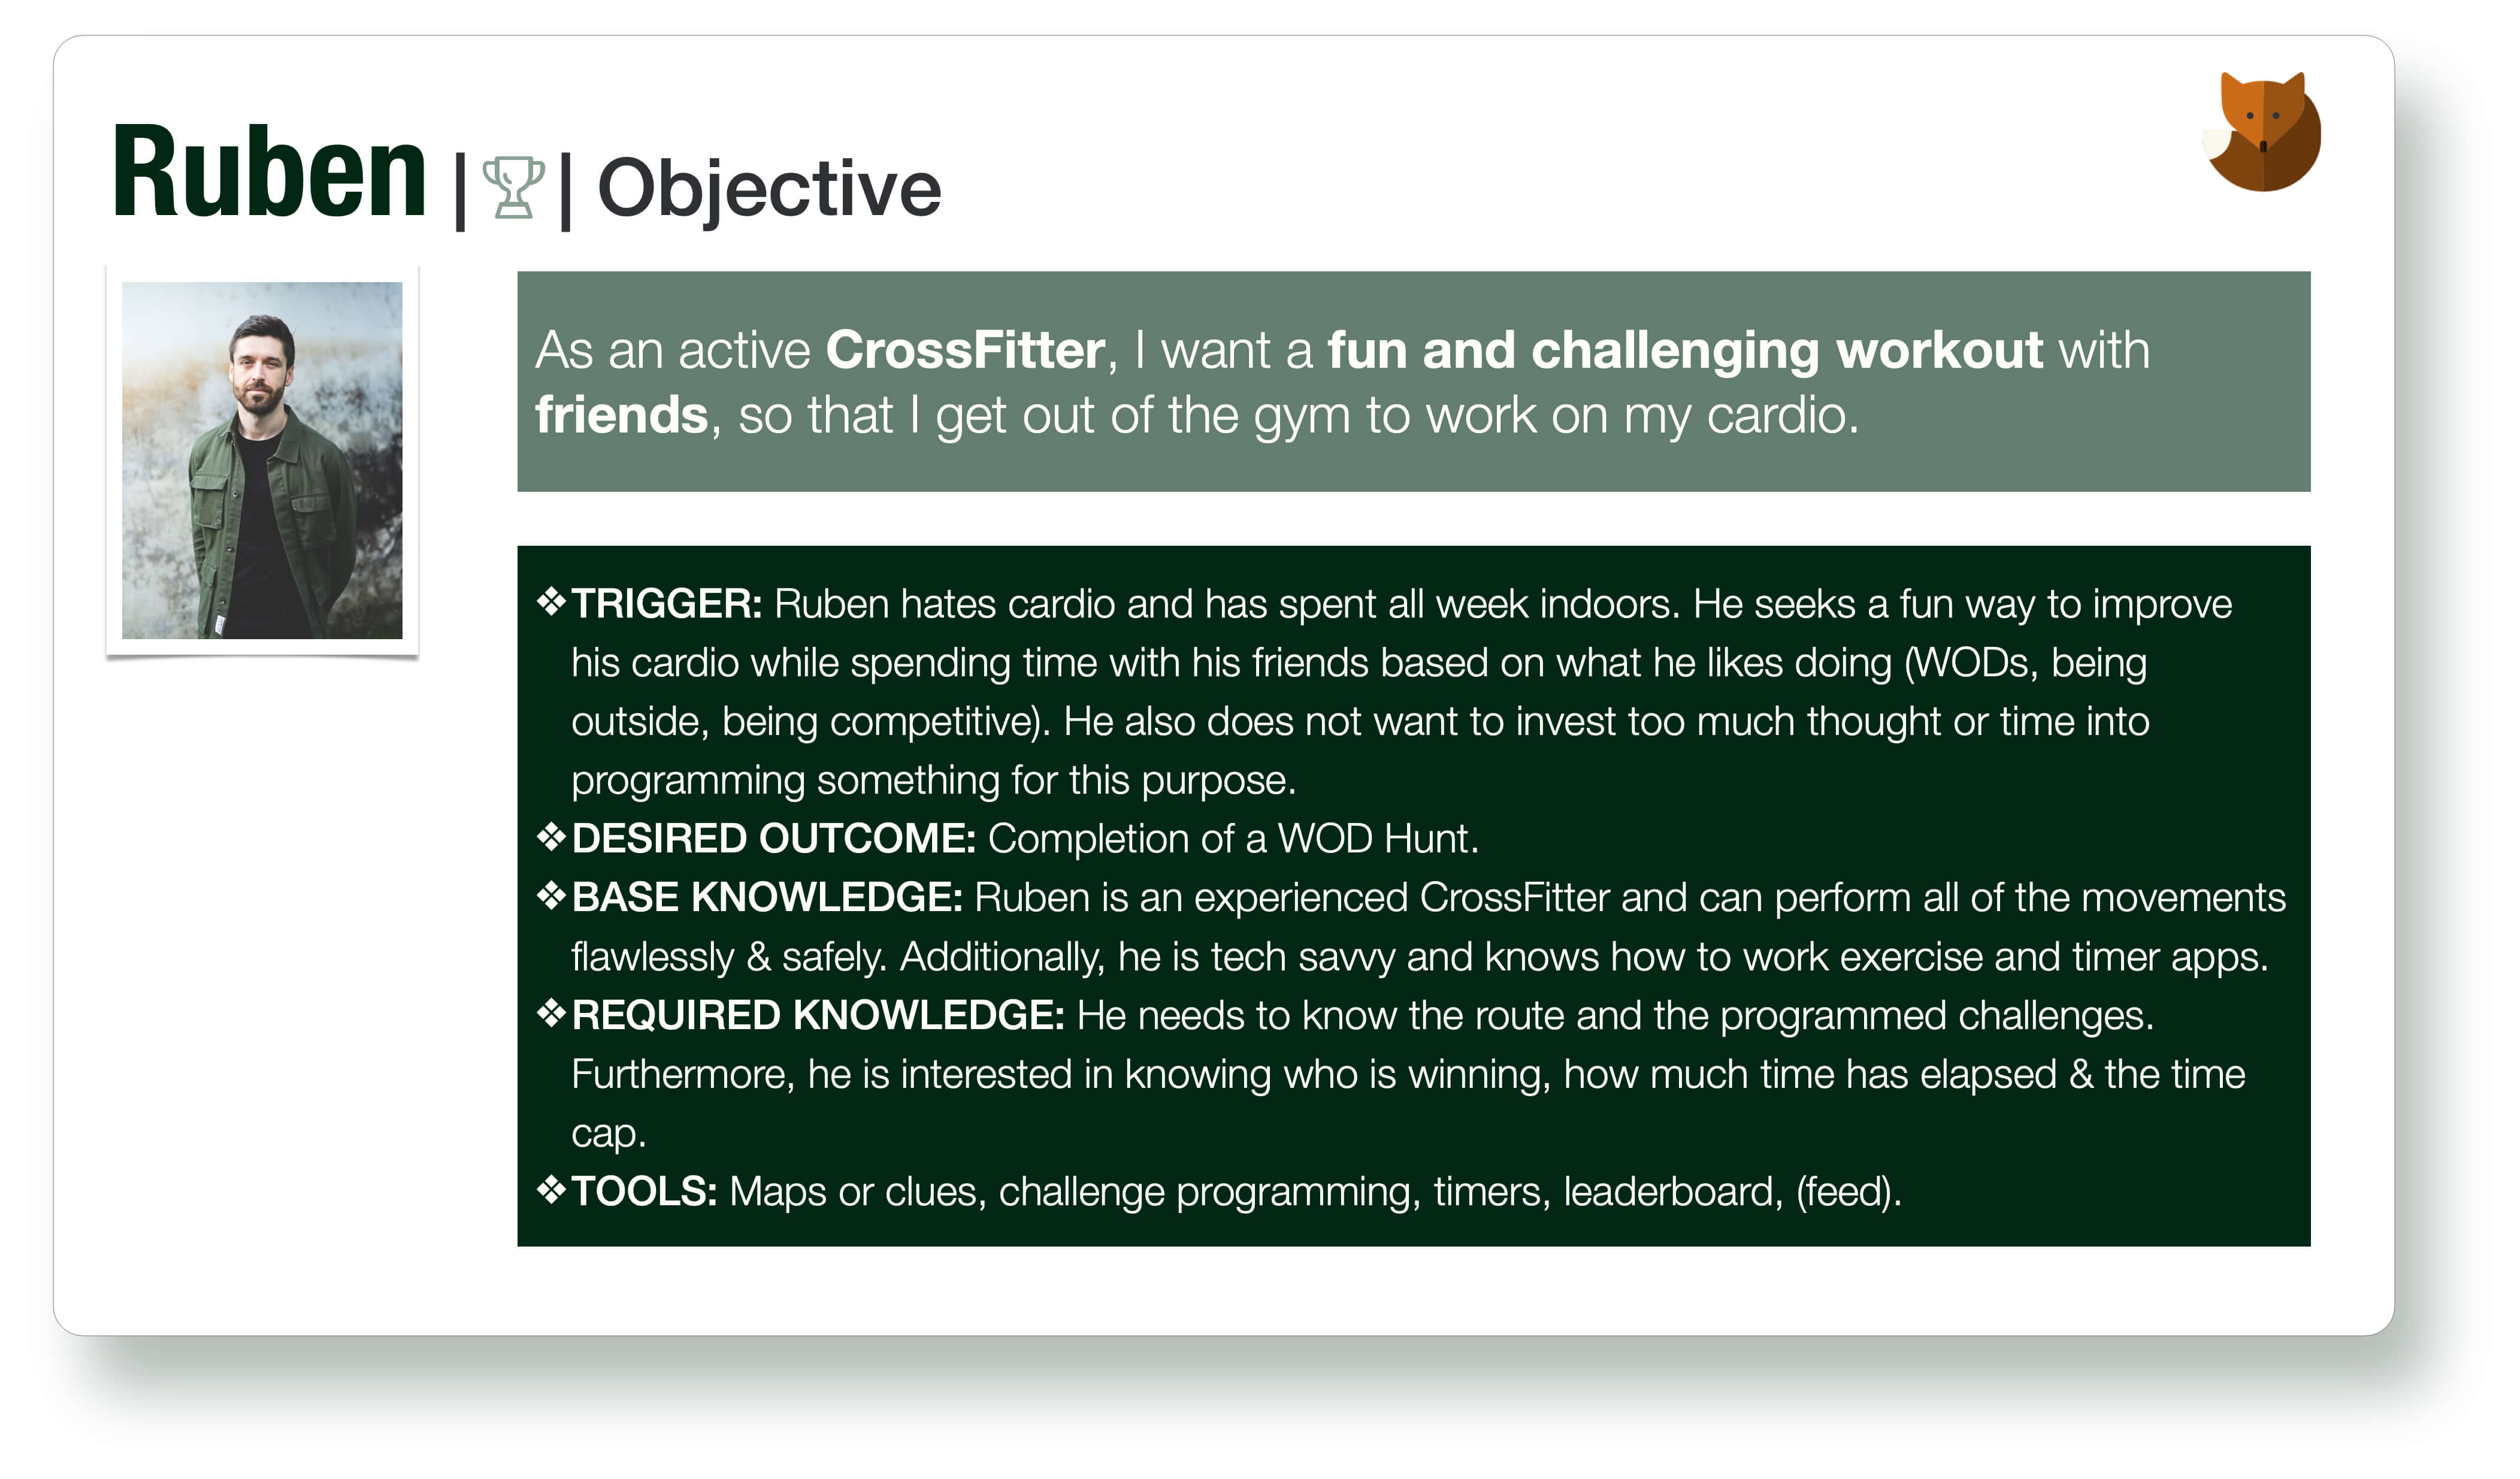 Ruben | | Objective
As an active CrossFitter, I want a fun and challenging workout with
friends, so that I get out of the gym to work on my cardio.
❖ TRIGGER: Ruben hates cardio and has spent all week indoors. He seeks a fun way to improve
his cardio while spending time with his friends based on what he likes doing (WODs, being
outside, being competitive). He also does not want to invest too much thought or time into
programming something for this purpose.
❖ DESIRED OUTCOME: Completion of a WOD Hunt.
❖ BASE KNOWLEDGE: Ruben is an experienced CrossFitter and can perform all of the movements
flawlessly & safely. Additionally, he is tech savvy and knows how to work exercise and timer apps.
❖ REQUIRED KNOWLEDGE: He needs to know the route and the programmed challenges.
Furthermore, he is interested in knowing who is winning, how much time has elapsed & the time
cap.
❖ TOOLS: Maps or clues, challenge programming, timers, leaderboard, (feed).